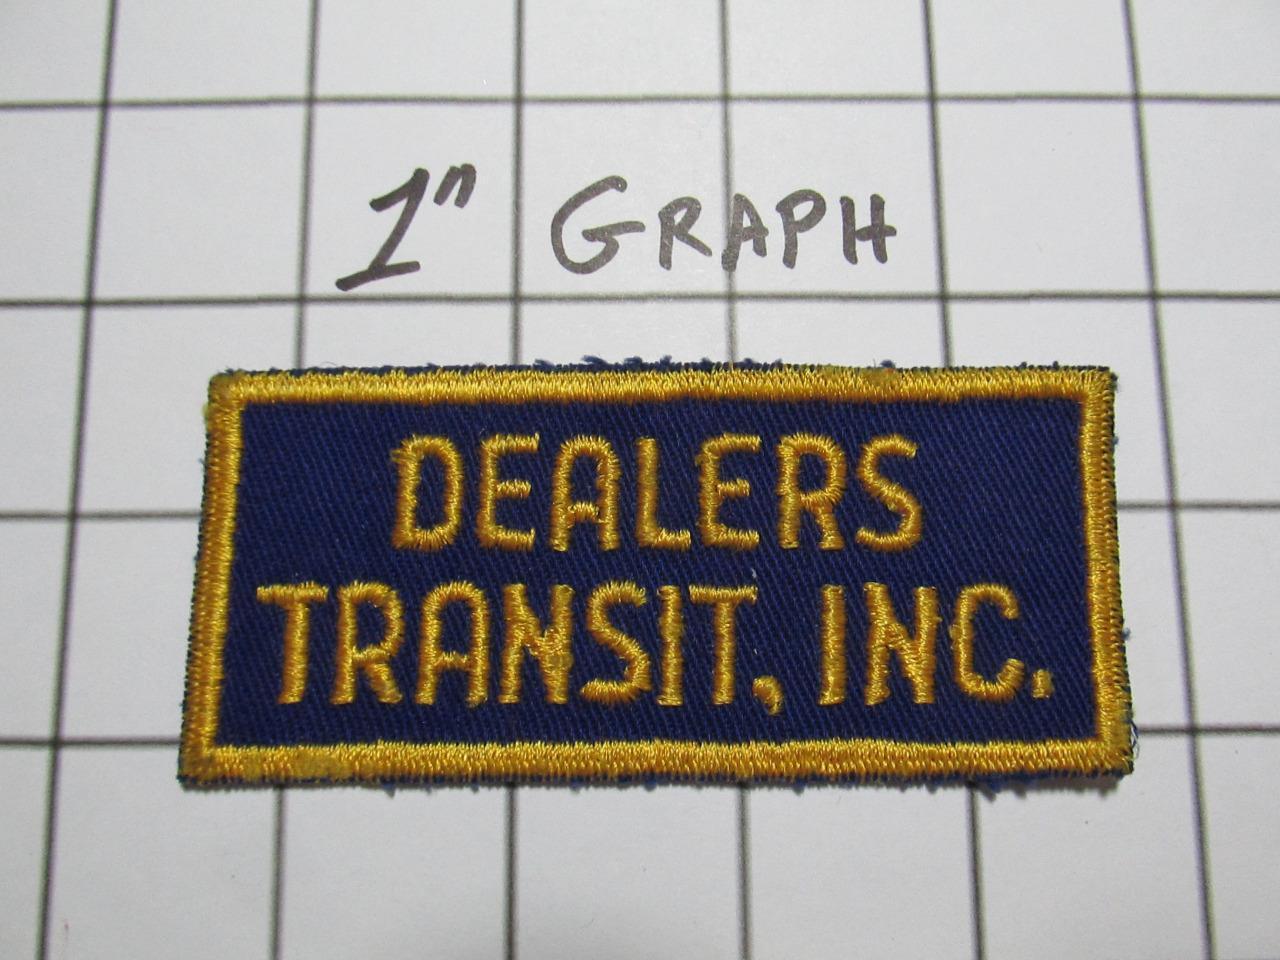 1" GRAPH
DEALERS
TRANSIT, INC.